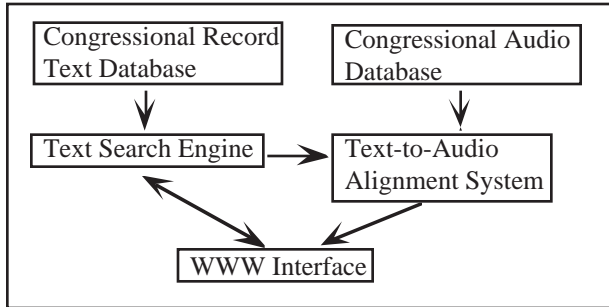 Congressional Record
Text Database
Congressional Audio
Database
Text Search Engine
Text-to-Audio
Alignment System
WWW Interface